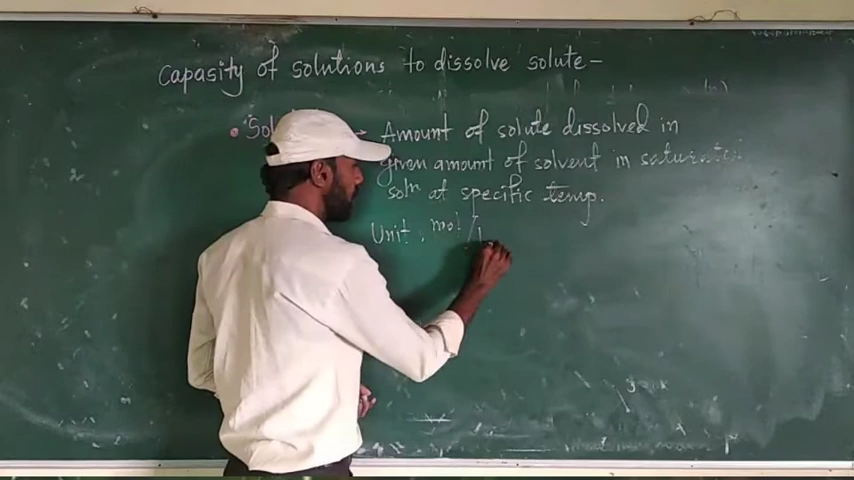 Capasity of solutions to dissolve solute –
Sol → Amount of solute dissolved in
given amount of solvent in saturated
solⁿ at specific temp.
Unit, mol/L